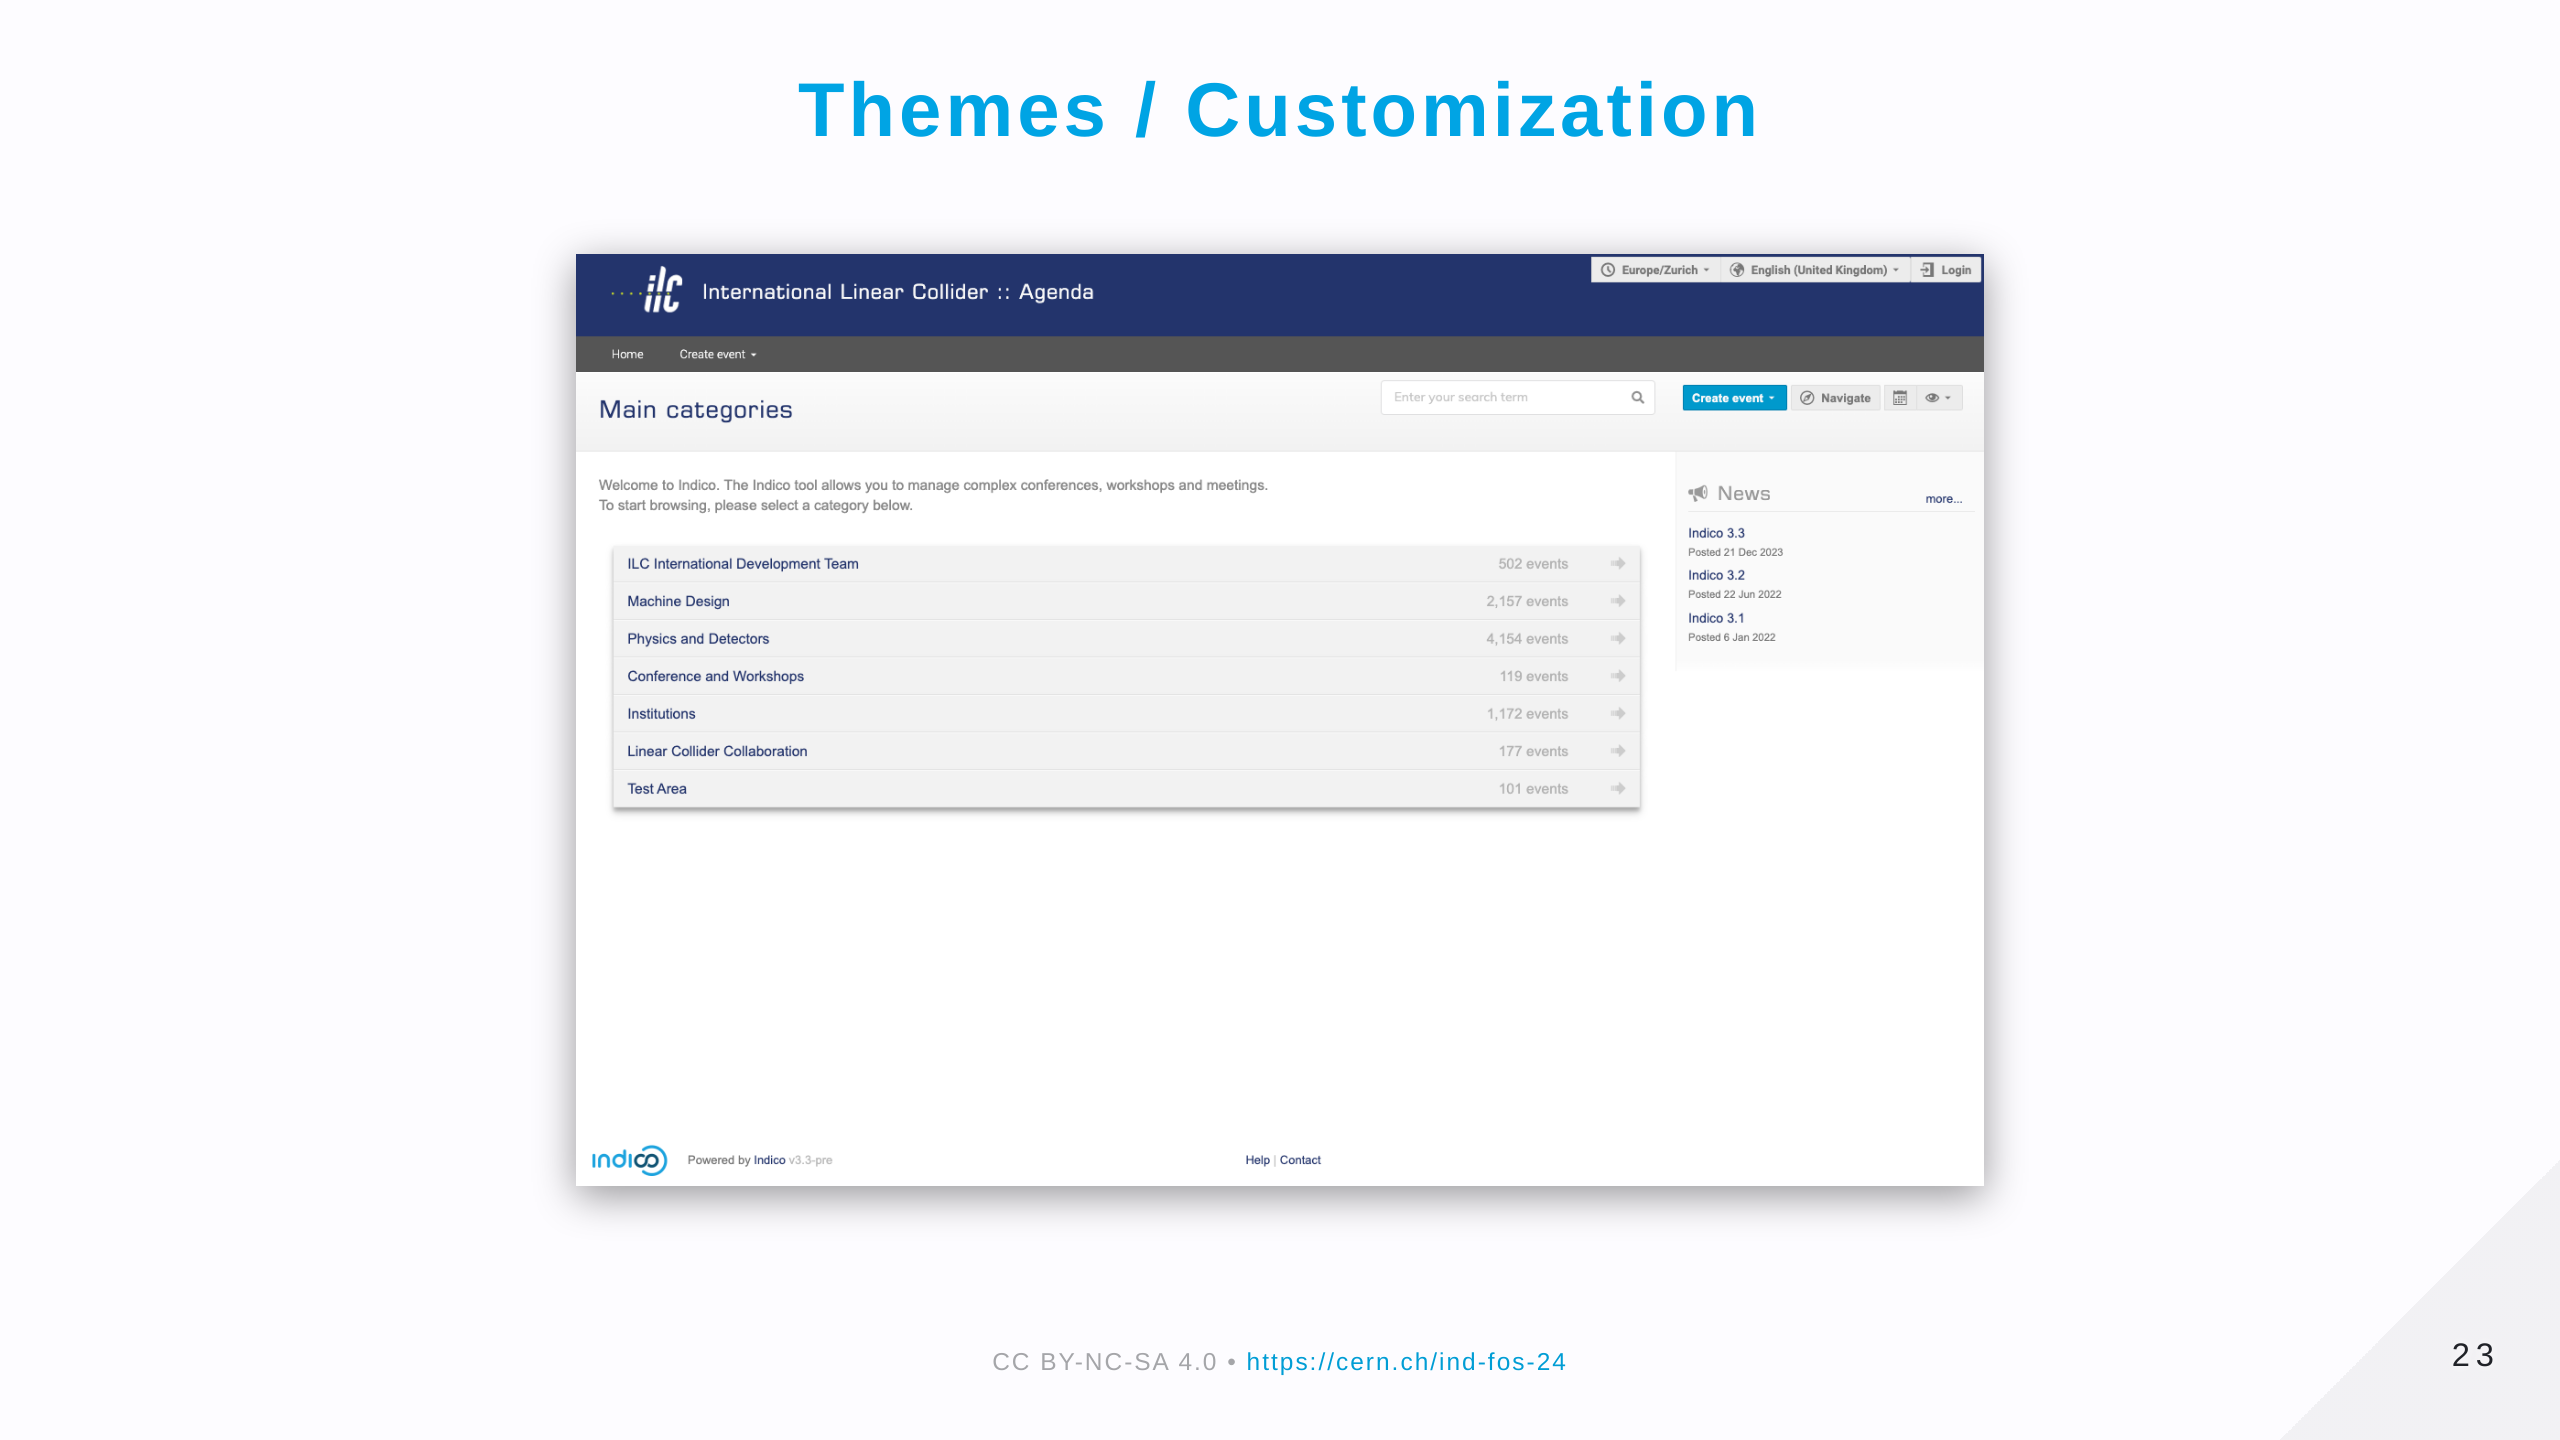 Themes / Customization
ilc
International Linear Collider :: Agenda
Europe/Zurich
English (United Kingdom)
Login
Home
Create event
Main categories
Enter your search term
Create event
Navigate
Welcome to Indico. The Indico tool allows you to manage complex conferences, workshops and meetings.
To start browsing, please select a category below.
ILC International Development Team 502 events
Machine Design 2,157 events
Physics and Detectors 4,154 events
Conference and Workshops 119 events
Institutions 1,172 events
Linear Collider Collaboration 177 events
Test Area 101 events
News
more...
Indico 3.3
Posted 21 Dec 2023
Indico 3.2
Posted 22 Jun 2022
Indico 3.1
Posted 6 Jan 2022
indico
Powered by Indico v3.3-pre
Help | Contact
CC BY-NC-SA 4.0 • https://cern.ch/ind-fos-24
23